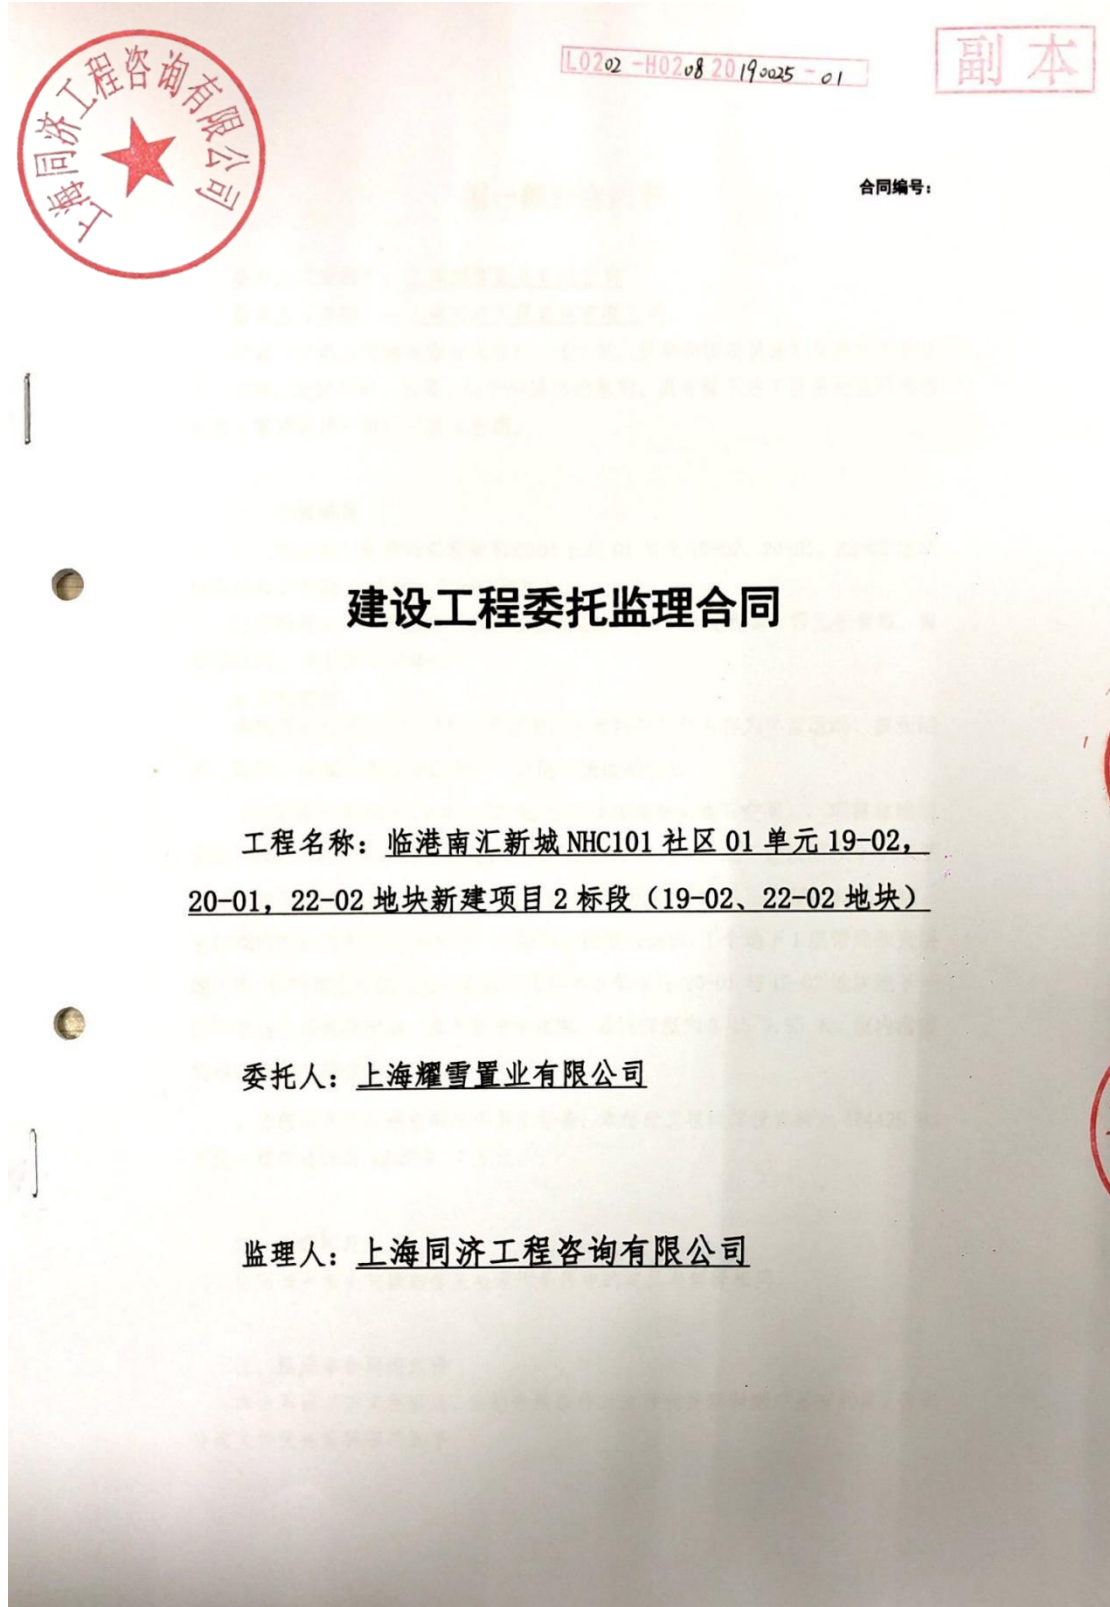 上海同济工程咨询有限公司
L0202-H0208 20190025-01
副本
合同编号：
建设工程委托监理合同
工程名称：临港南汇新城NHC101社区01单元19-02，
20-01，22-02地块新建项目2标段（19-02、22-02地块）
委托人：上海耀雪置业有限公司
监理人：上海同济工程咨询有限公司